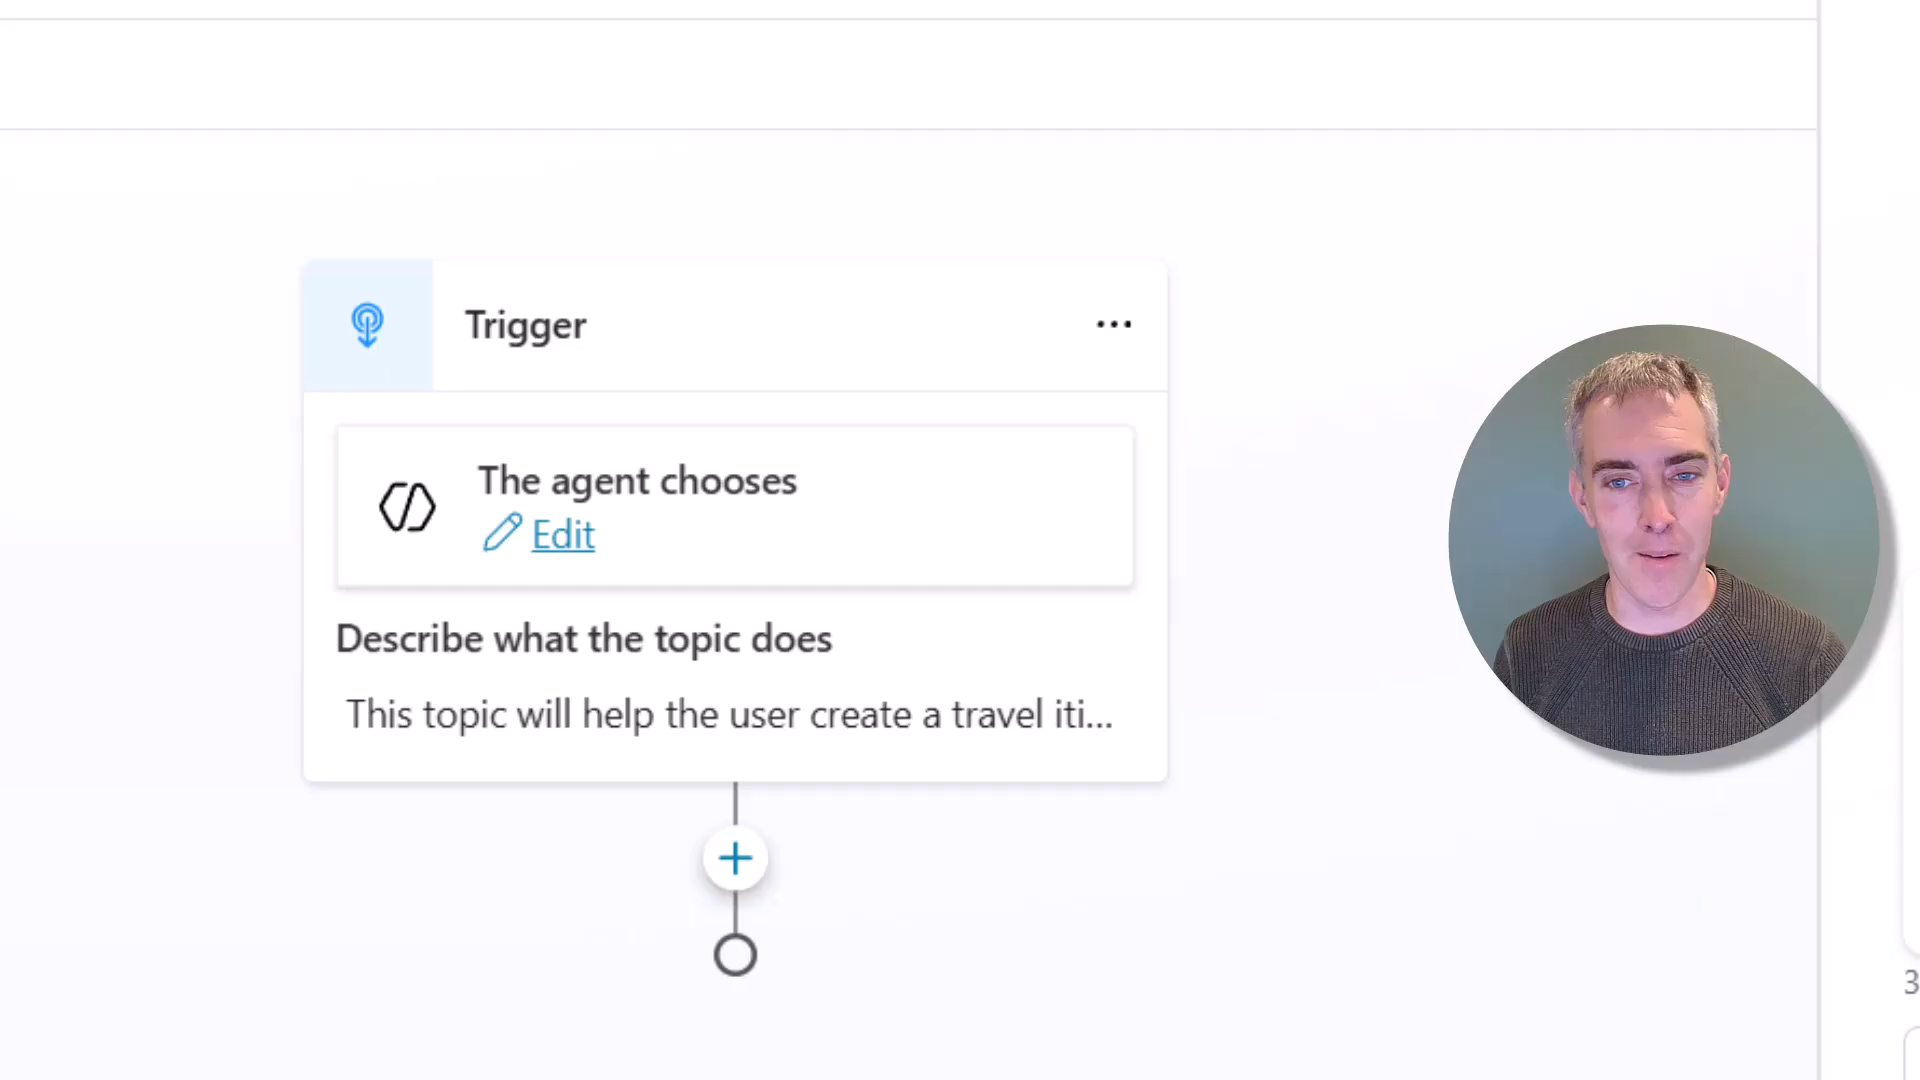 Trigger
The agent chooses
Edit
Describe what the topic does
This topic will help the user create a travel iti...
3